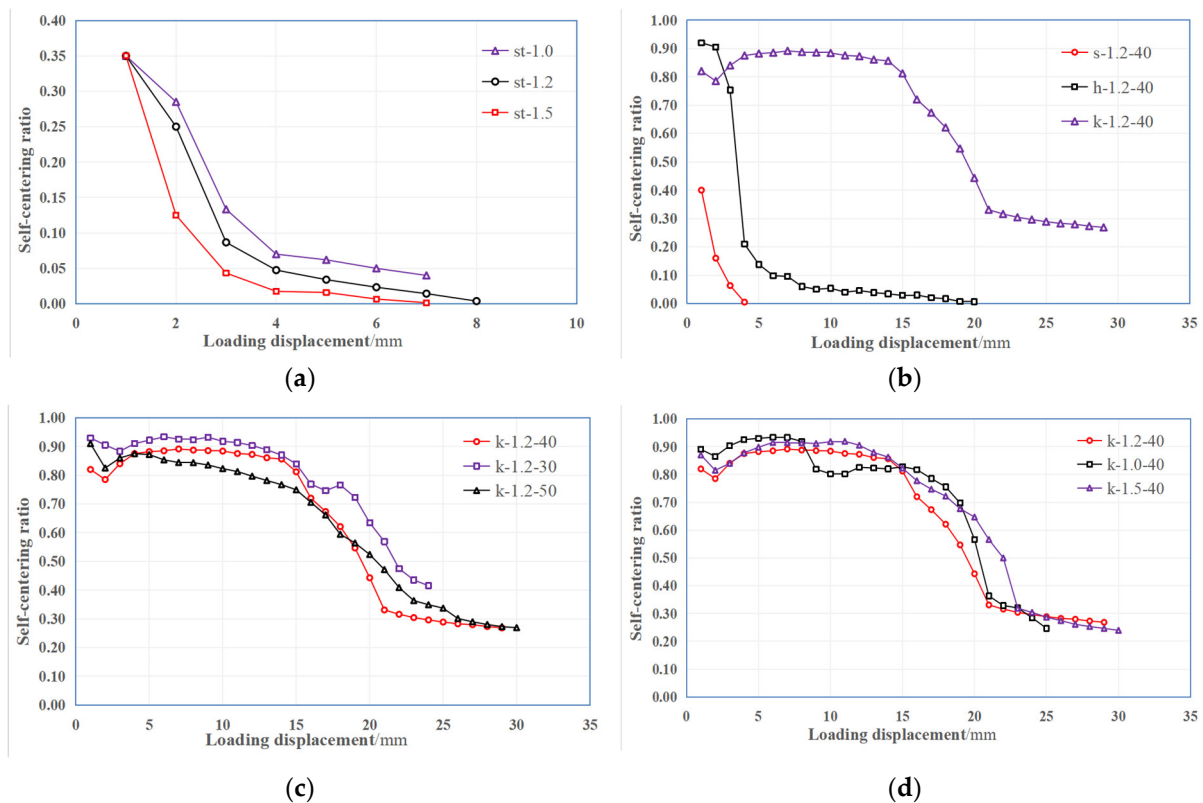 0.40
0.35
0.30
0.25
0.20
0.15
0.10
0.05
0.00
Self-centering ratio
st-1.0
st-1.2
st-1.5
0 2 4 6 8 10
Loading displacement/mm
(a)
1.00
0.90
0.80
0.70
0.60
0.50
0.40
0.30
0.20
0.10
0.00
Self-centering ratio
s-1.2-40
h-1.2-40
k-1.2-40
0 5 10 15 20 25 30 35
Loading displacement/mm
(b)
1.00
0.90
0.80
0.70
0.60
0.50
0.40
0.30
0.20
0.10
0.00
Self-centering ratio
k-1.2-40
k-1.2-30
k-1.2-50
0 5 10 15 20 25 30 35
Loading displacement/mm
(c)
1.00
0.90
0.80
0.70
0.60
0.50
0.40
0.30
0.20
0.10
0.00
Self-centering ratio
k-1.2-40
k-1.0-40
k-1.5-40
0 5 10 15 20 25 30 35
Loading displacement/mm
(d)